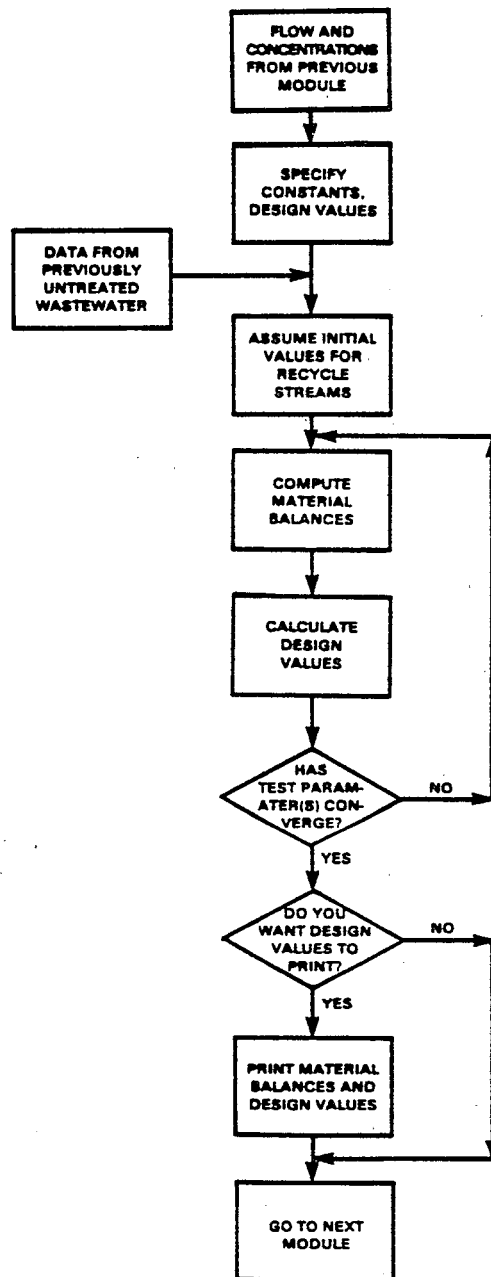 FLOW AND
CONCENTRATIONS
FROM PREVIOUS
MODULE
SPECIFY
CONSTANTS,
DESIGN VALUES
DATA FROM
PREVIOUSLY
UNTREATED
WASTEWATER
ASSUME INITIAL
VALUES FOR
RECYCLE
STREAMS
COMPUTE
MATERIAL
BALANCES
CALCULATE
DESIGN
VALUES
HAS
TEST PARAM-
ATER(S) CON-
VERGE?
NO
YES
DO YOU
WANT DESIGN
VALUES TO
PRINT?
NO
YES
PRINT MATERIAL
BALANCES AND
DESIGN VALUES
GO TO NEXT
MODULE